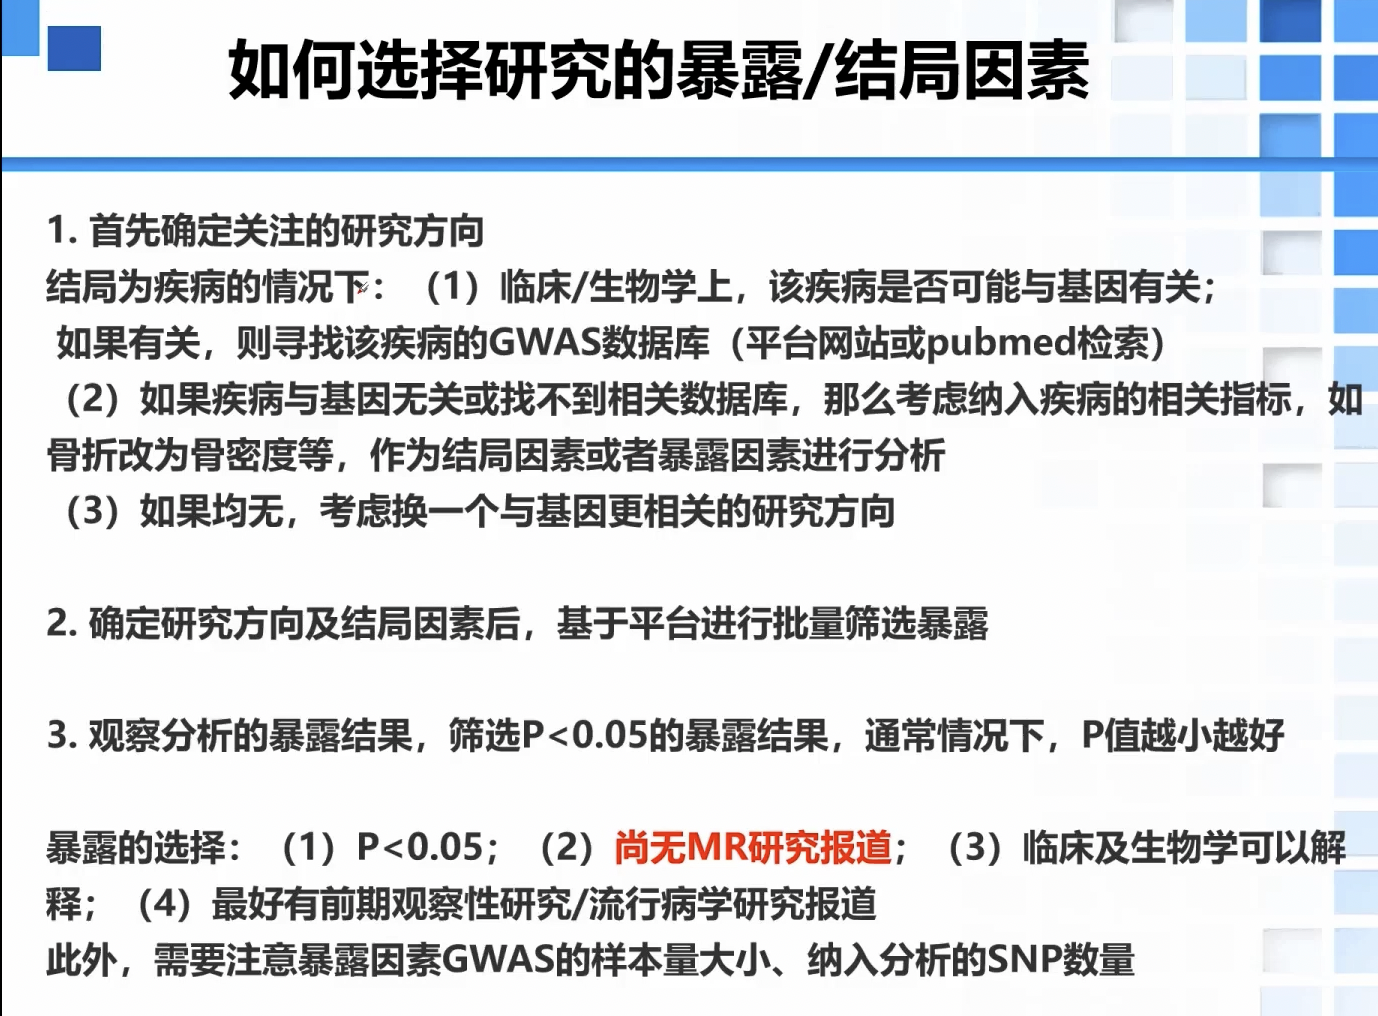 如何选择研究的暴露/结局因素
1. 首先确定关注的研究方向
结局为疾病的情况下：（1）临床/生物学上，该疾病是否可能与基因有关；
如果有关，则寻找该疾病的GWAS数据库（平台网站或pubmed检索）
（2）如果疾病与基因无关或找不到相关数据库，那么考虑纳入疾病的相关指标，如
骨折改为骨密度等，作为结局因素或者暴露因素进行分析
（3）如果均无，考虑换一个与基因更相关的研究方向
2. 确定研究方向及结局因素后，基于平台进行批量筛选暴露
3. 观察分析的暴露结果，筛选P<0.05的暴露结果，通常情况下，P值越小越好
暴露的选择：（1）P<0.05；（2）尚无MR研究报道；（3）临床及生物学可以解
释；（4）最好有前期观察性研究/流行病学研究报道
此外，需要注意暴露因素GWAS的样本量大小、纳入分析的SNP数量